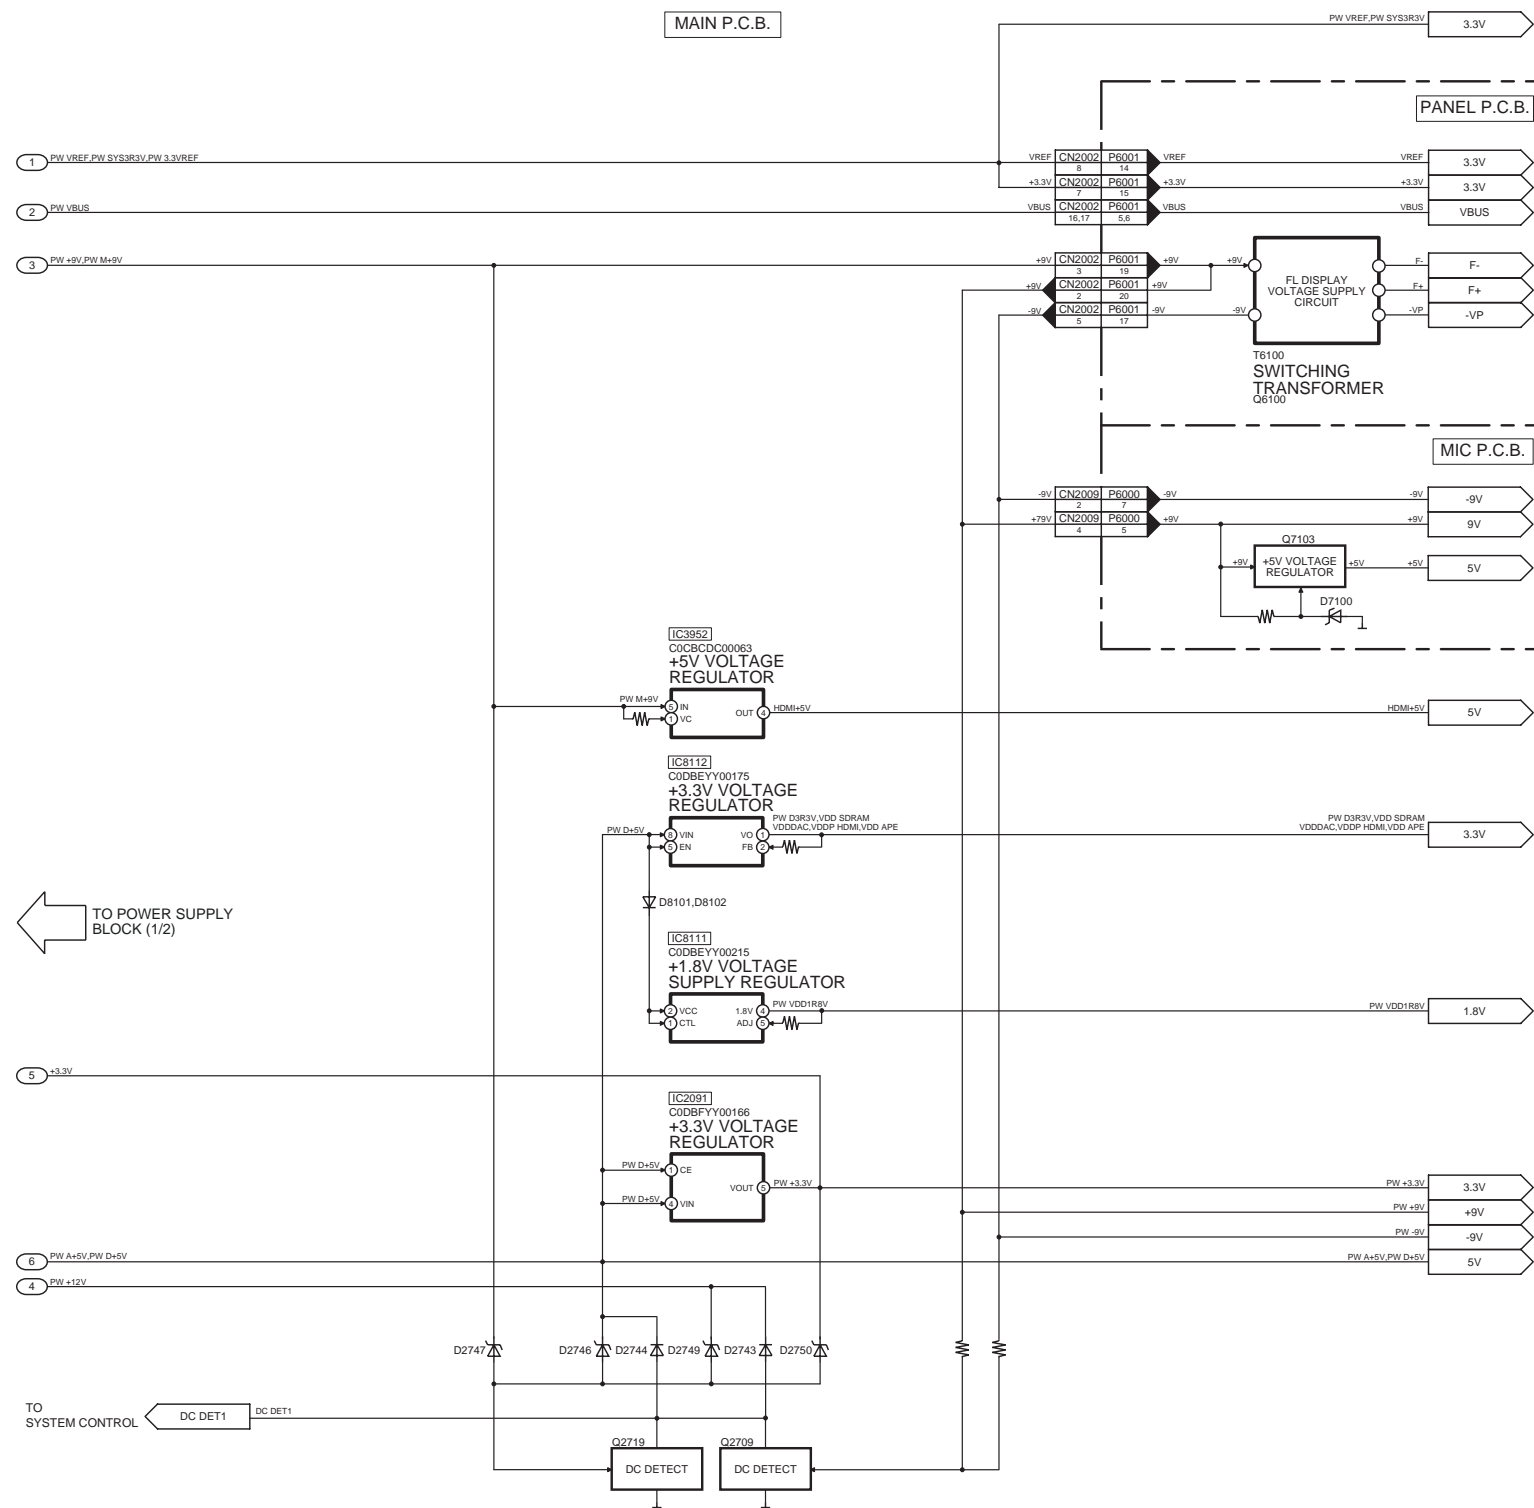 MAIN P.C.B.
PW VREF,PW SYS3R3V
3.3V
PANEL P.C.B.
1
PW VREF,PW SYS3R3V,PW 3.3VREF
VREF
CN2002
8
P6001
14
VREF
VREF
3.3V
+3.3V
CN2002
7
P6001
15
+3.3V
+3.3V
3.3V
2
PW VBUS
VBUS
CN2002
16,17
P6001
5,6
VBUS
VBUS
VBUS
3
PW +9V,PW M+9V
+9V
CN2002
3
P6001
19
+9V
+9V
+9V
CN2002
2
P6001
20
+9V
-9V
CN2002
5
P6001
17
-9V
-9V
FL DISPLAY
VOLTAGE SUPPLY
CIRCUIT
F-
F-
F+
F+
-VP
-VP
T6100
SWITCHING
TRANSFORMER
Q6100
MIC P.C.B.
-9V
CN2009
2
P6000
7
-9V
-9V
-9V
+79V
CN2009
4
P6000
5
+9V
+9V
9V
Q7103
+9V
+5V VOLTAGE
REGULATOR
+5V
+5V
5V
D7100
IC3952
C0CBCDC00063
+5V VOLTAGE
REGULATOR
PW M+9V
5
IN
1
VC
OUT
4
HDMI+5V
HDMI+5V
5V
IC8112
C0DBEYY00175
+3.3V VOLTAGE
REGULATOR
PW D+5V
8
VIN
5
EN
VO
1
FB
2
PW D3R3V,VDD SDRAM
VDDDAC,VDDP HDMI,VDD APE
PW D3R3V,VDD SDRAM
VDDDAC,VDDP HDMI,VDD APE
3.3V
D8101,D8102
TO POWER SUPPLY
BLOCK (1/2)
IC8111
C0DBEYY00215
+1.8V VOLTAGE
SUPPLY REGULATOR
2
VCC
1
CTL
1.8V
4
ADJ
5
PW VDD1R8V
PW VDD1R8V
1.8V
5
+3.3V
IC2091
C0DBFYY00166
+3.3V VOLTAGE
REGULATOR
PW D+5V
1
CE
PW D+5V
4
VIN
VOUT
5
PW +3.3V
PW +3.3V
3.3V
PW +9V
+9V
PW -9V
-9V
6
PW A+5V,PW D+5V
PW A+5V,PW D+5V
5V
4
PW +12V
D2747
D2746
D2744
D2749
D2743
D2750
TO
SYSTEM CONTROL
DC DET1
DC DET1
Q2719
DC DETECT
Q2709
DC DETECT